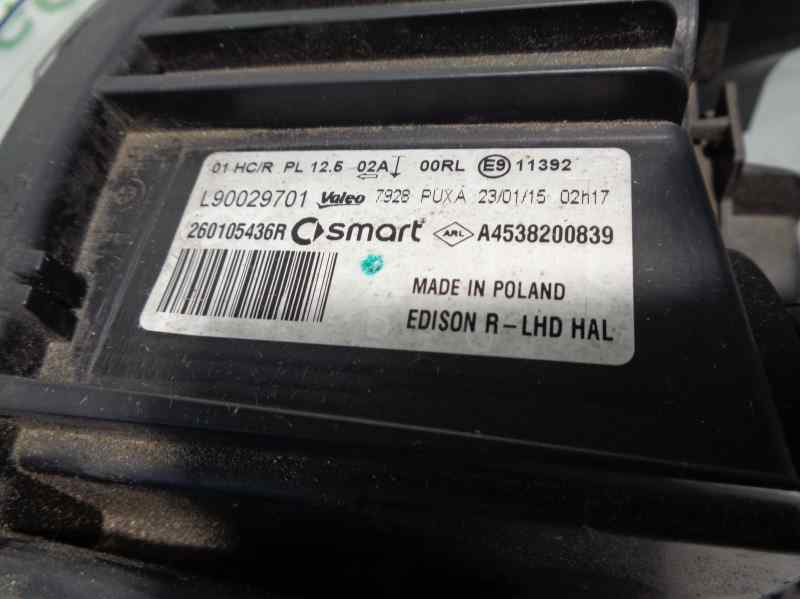 01 HC/R PL 12.5 02A 00RL E9 11392
L90029701 Valeo 7928 PUXA 23/01/15 02h17
260105436R smart ARL A4538200839
MADE IN POLAND
EDISON R-LHD HAL